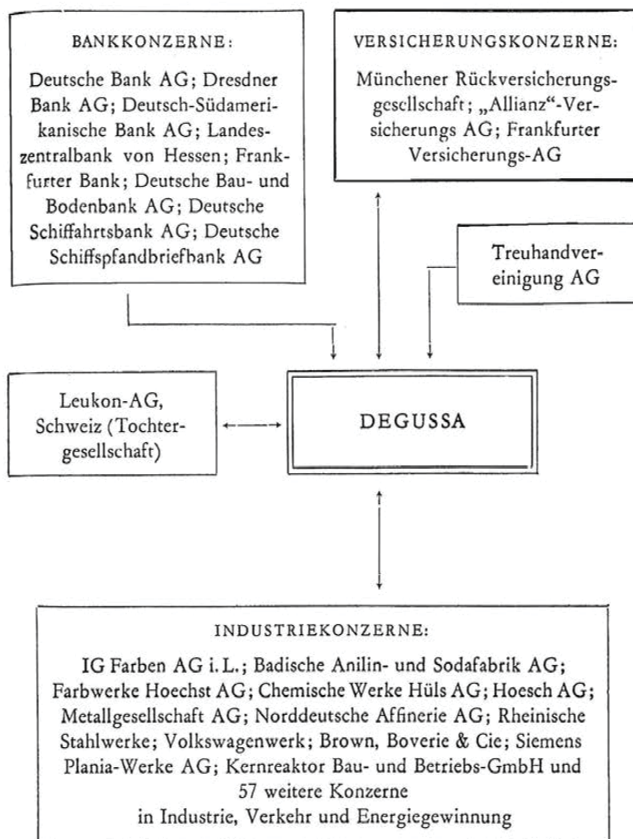 BANKKONZERNE:
Deutsche Bank AG; Dresdner
Bank AG; Deutsch-Südameri-
kanische Bank AG; Landes-
zentralbank von Hessen; Frank-
furter Bank; Deutsche Bau- und
Bodenbank AG; Deutsche
Schiffahrtsbank AG; Deutsche
Schiffspfandbriefbank AG
VERSICHERUNGSKONZERNE:
Münchener Rückversicherungs-
gesellschaft; „Allianz“-Ver-
sicherungs AG; Frankfurter
Versicherungs-AG
Treuhandver-
einigung AG
Leukon-AG,
Schweiz (Tochter-
gesellschaft)
DEGUSSA
INDUSTRIEKONZERNE:
IG Farben AG i. L.; Badische Anilin- und Sodafabrik AG;
Farbwerke Hoechst AG; Chemische Werke Hüls AG; Hoesch AG;
Metallgesellschaft AG; Norddeutsche Affinerie AG; Rheinische
Stahlwerke; Volkswagenwerk; Brown, Boverie & Cie; Siemens
Plania-Werke AG; Kernreaktor Bau- und Betriebs-GmbH und
57 weitere Konzerne
in Industrie, Verkehr und Energiegewinnung